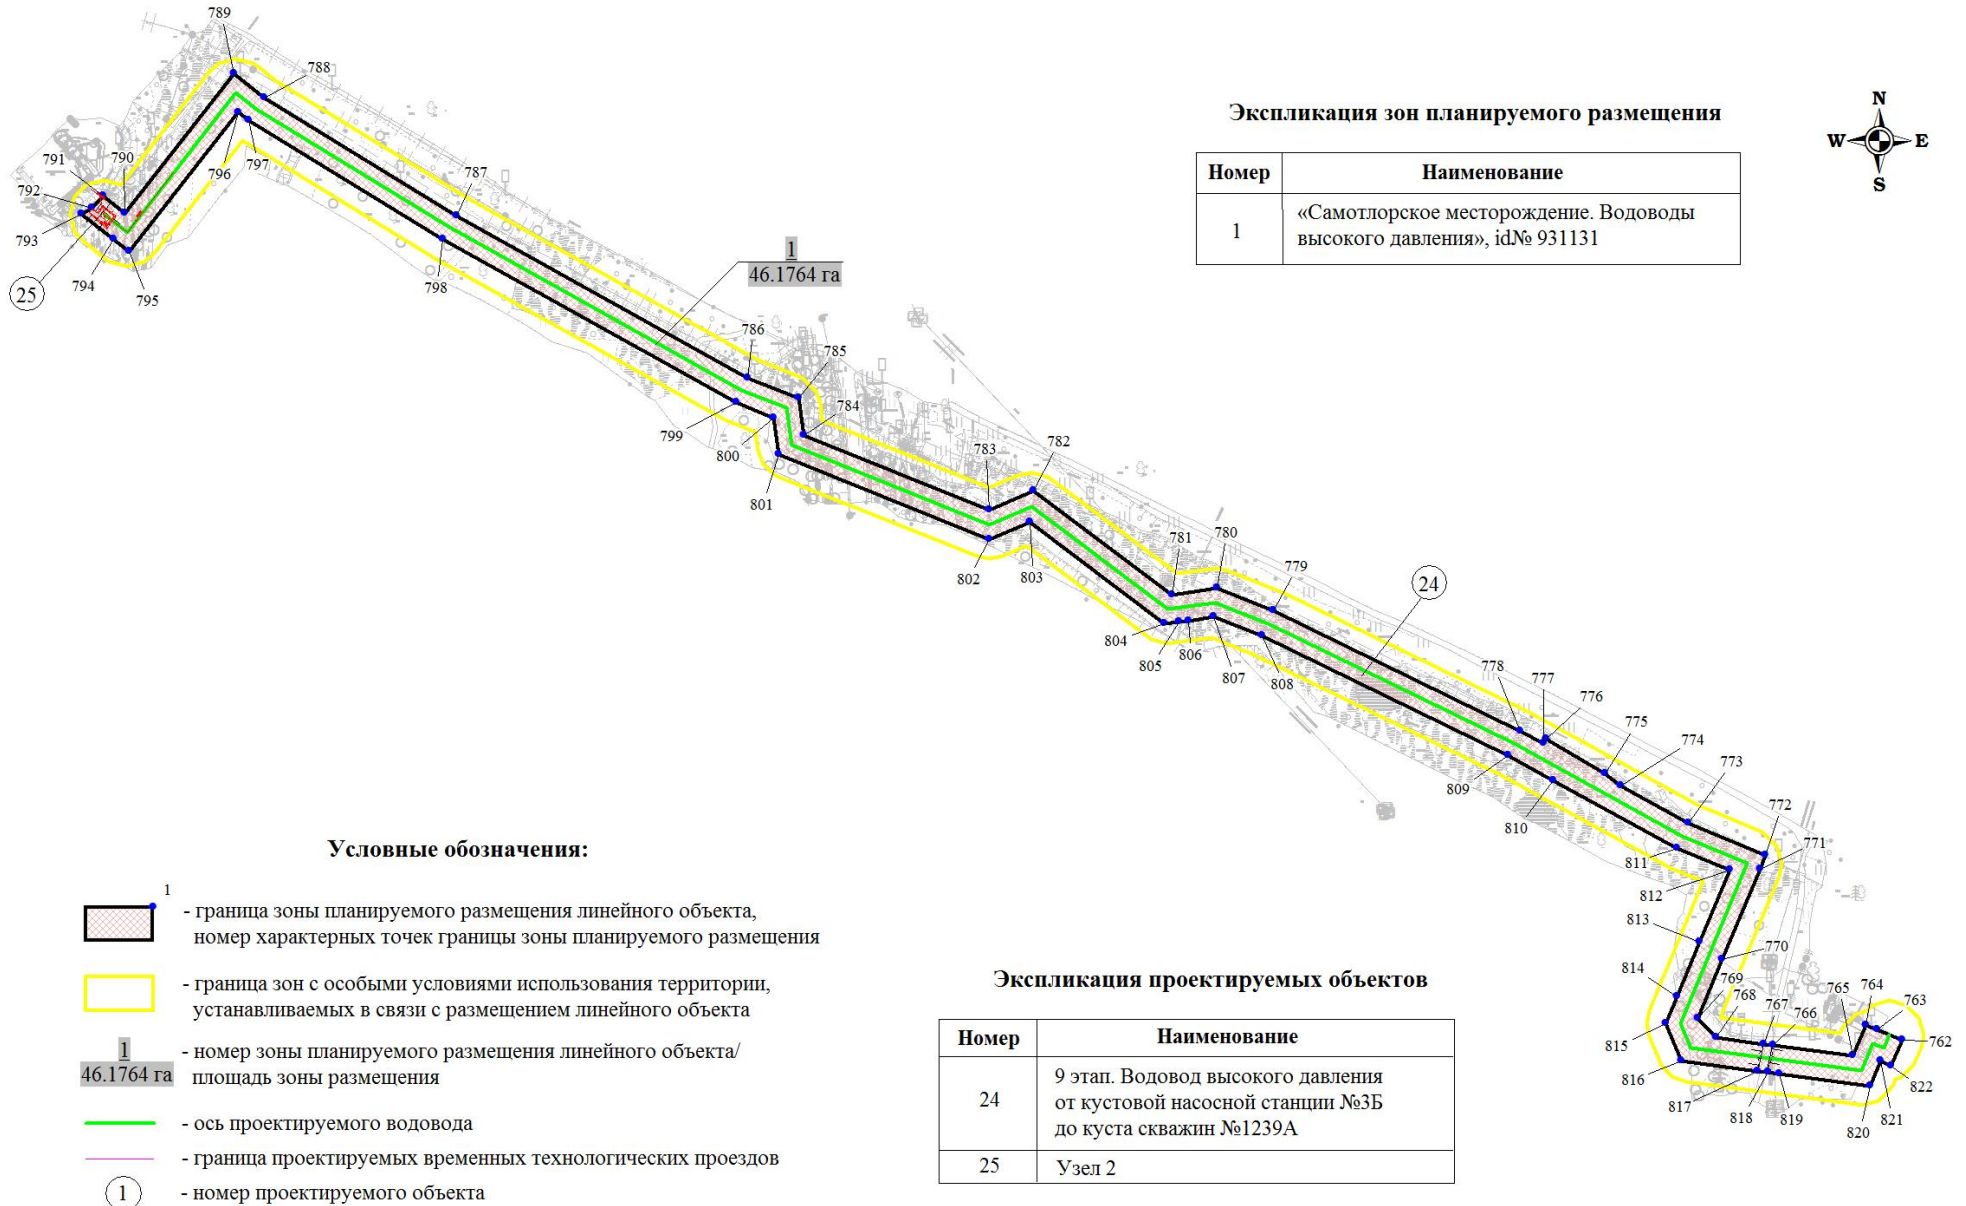 789
788
791
790
792
793
794
795
25
796
797
787
798
1
46.1764 га
786
785
784
799
800
801
783
782
802
803
781
780
779
804
805
806
807
808
24
778
777
776
775
774
773
772
771
809
810
811
812
813
814
815
816
770
769
768
767
766
765
764
763
762
817
818
819
820
821
822
Экспликация зон планируемого размещения
Номер Наименование
1 «Самотлорское месторождение. Водоводы
высокого давления», id№ 931131
N
W E
S
Условные обозначения:
1
- граница зоны планируемого размещения линейного объекта,
номер характерных точек границы зоны планируемого размещения
- граница зон с особыми условиями использования территории,
устанавливаемых в связи с размещением линейного объекта
1
46.1764 га
- номер зоны планируемого размещения линейного объекта/
площадь зоны размещения
- ось проектируемого водовода
- граница проектируемых временных технологических проездов
1 - номер проектируемого объекта
Экспликация проектируемых объектов
Номер Наименование
24 9 этап. Водовод высокого давления
от кустовой насосной станции №3Б
до куста скважин №1239А
25 Узел 2